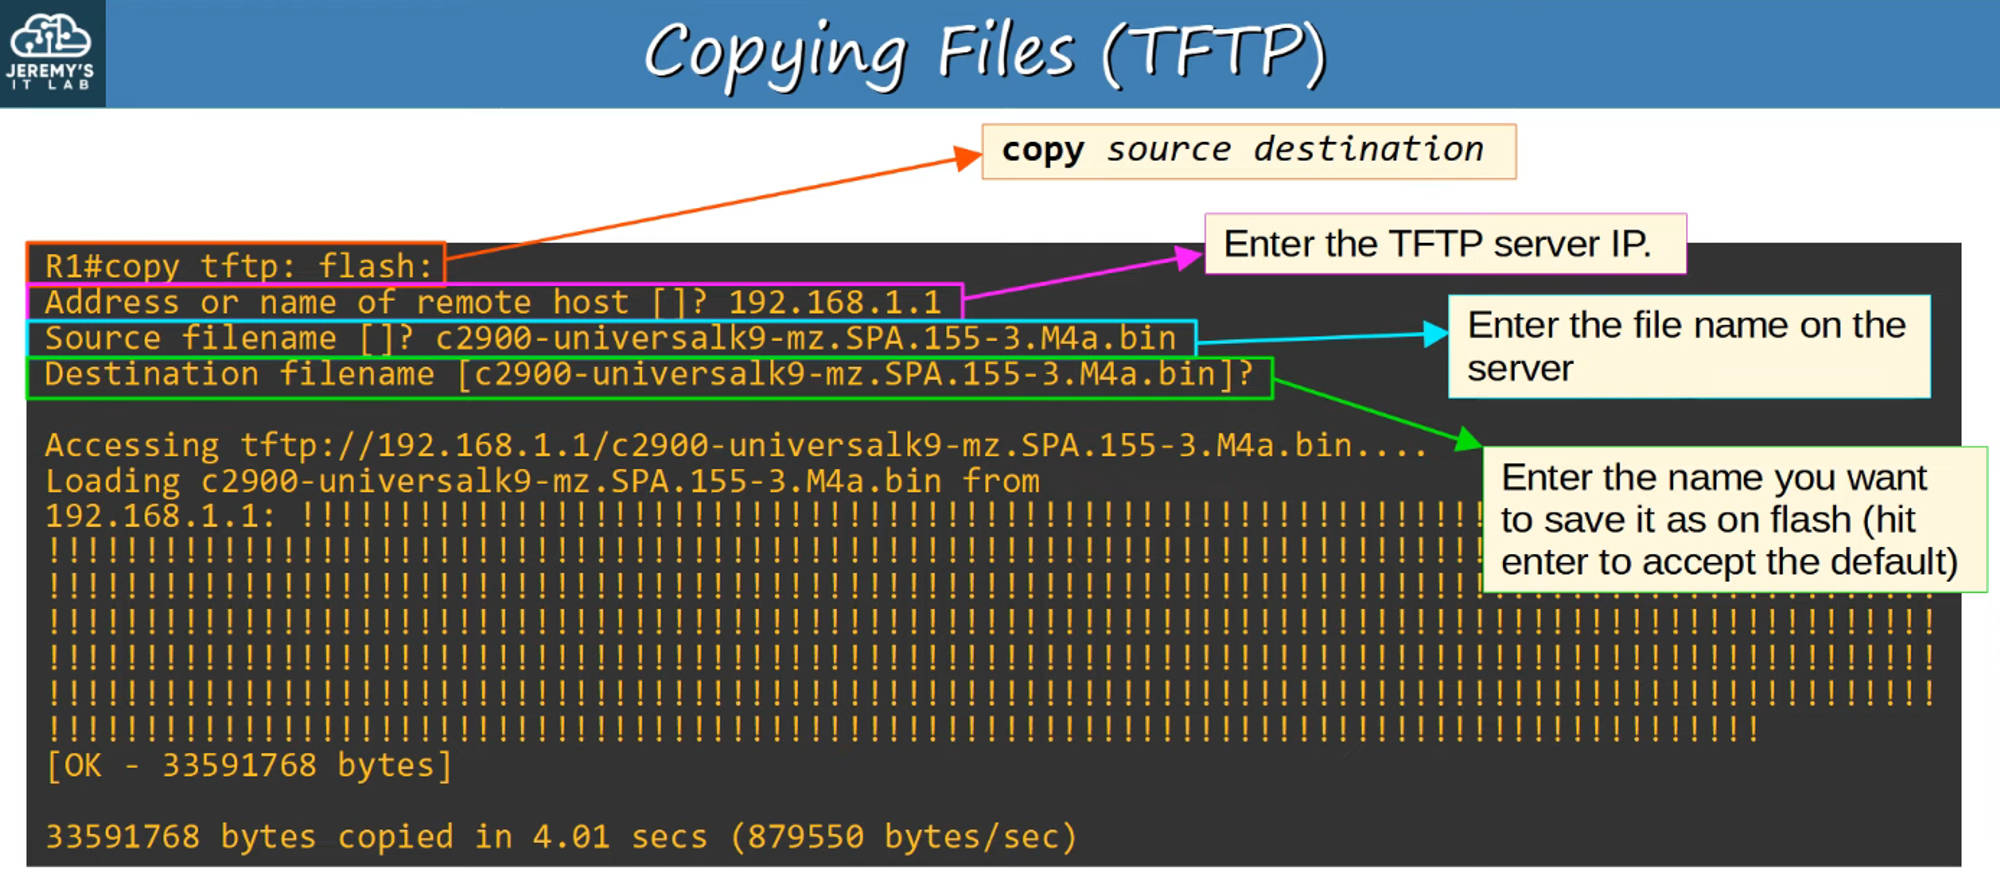 JEREMY'S
IT LAB
Copying Files (TFTP)
copy source destination
Enter the TFTP server IP.
R1#copy tftp: flash:
Address or name of remote host []? 192.168.1.1
Source filename []? c2900-universalk9-mz.SPA.155-3.M4a.bin
Destination filename [c2900-universalk9-mz.SPA.155-3.M4a.bin]?
Enter the file name on the
server
Accessing tftp://192.168.1.1/c2900-universalk9-mz.SPA.155-3.M4a.bin....
Loading c2900-universalk9-mz.SPA.155-3.M4a.bin from
192.168.1.1: !!!!!!!!!!!!!!!!!!!!!!!!!!!!!!!!!!!!!!!!!!!!!!!!!!!!!!!!!!!!!
!!!!!!!!!!!!!!!!!!!!!!!!!!!!!!!!!!!!!!!!!!!!!!!!!!!!!!!!!!!!!!!!!!!!!!!!!!
!!!!!!!!!!!!!!!!!!!!!!!!!!!!!!!!!!!!!!!!!!!!!!!!!!!!!!!!!!!!!!!!!!!!!!!!!!
!!!!!!!!!!!!!!!!!!!!!!!!!!!!!!!!!!!!!!!!!!!!!!!!!!!!!!!!!!!!!!!!!!!!!!!!!!!!!!!!!!!!!!!!!!!!!!!!!
!!!!!!!!!!!!!!!!!!!!!!!!!!!!!!!!!!!!!!!!!!!!!!!!!!!!!!!!!!!!!!!!!!!!!!!!!!!!!!!!!!!!!!!!!!!!!!!!!
!!!!!!!!!!!!!!!!!!!!!!!!!!!!!!!!!!!!!!!!!!!!!!!!!!!!!!!!!!!!!!!!!!!!!!!!!!!!!!!!!!!!!!!!!!!!!!!!!
!!!!!!!!!!!!!!!!!!!!!!!!!!!!!!!!!!!!!!!!!!!!!!!!!!!!!!!!!!!!!!!!!!!!!!!!!!!!!!!!!!!!!!!!
[OK - 33591768 bytes]
33591768 bytes copied in 4.01 secs (879550 bytes/sec)
Enter the name you want
to save it as on flash (hit
enter to accept the default)